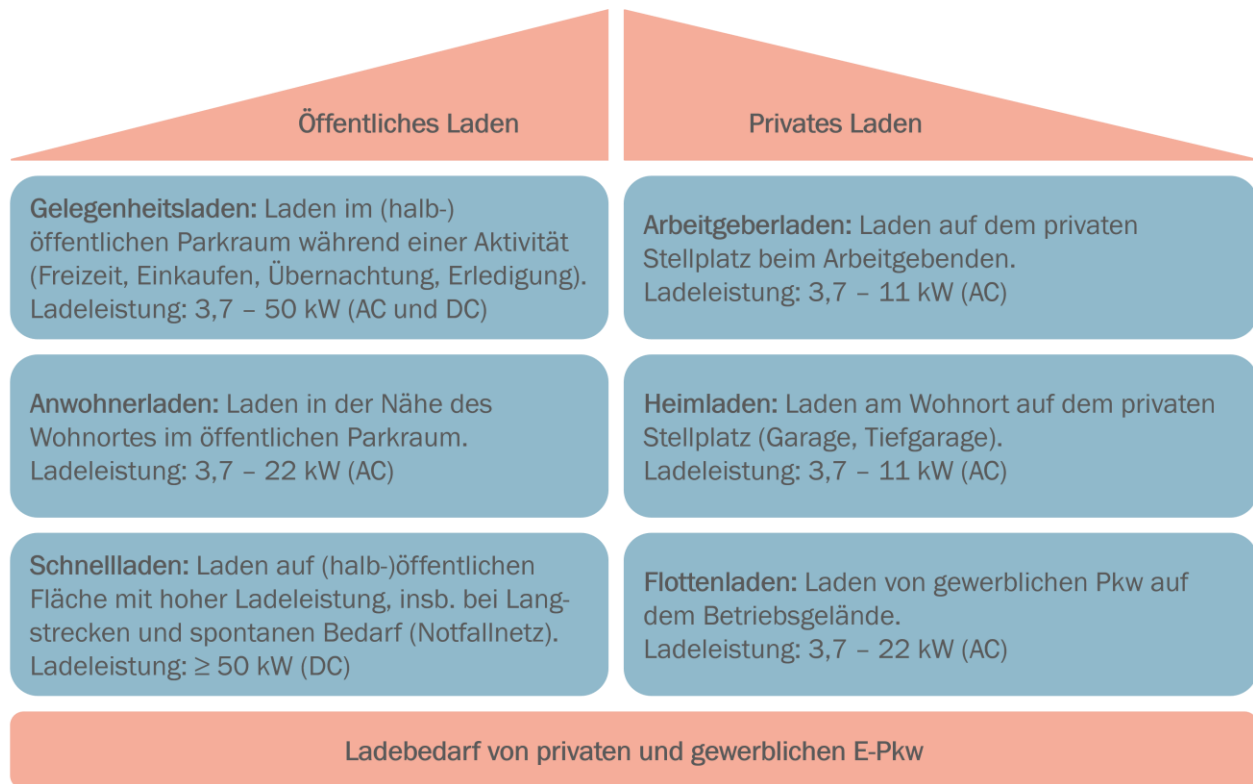 Öffentliches Laden
Privates Laden
Gelegenheitsladen: Laden im (halb-)
öffentlichen Parkraum während einer Aktivität
(Freizeit, Einkaufen, Übernachtung, Erledigung).
Ladeleistung: 3,7 – 50 kW (AC und DC)
Arbeitgeberladen: Laden auf dem privaten
Stellplatz beim Arbeitgebenden.
Ladeleistung: 3,7 – 11 kW (AC)
Anwohnerladen: Laden in der Nähe des
Wohnortes im öffentlichen Parkraum.
Ladeleistung: 3,7 – 22 kW (AC)
Heimladen: Laden am Wohnort auf dem privaten
Stellplatz (Garage, Tiefgarage).
Ladeleistung: 3,7 – 11 kW (AC)
Schnellladen: Laden auf (halb-)öffentlichen
Fläche mit hoher Ladeleistung, insb. bei Lang-
strecken und spontanen Bedarf (Notfallnetz).
Ladeleistung: ≥ 50 kW (DC)
Flottenladen: Laden von gewerblichen Pkw auf
dem Betriebsgelände.
Ladeleistung: 3,7 – 22 kW (AC)
Ladebedarf von privaten und gewerblichen E-Pkw